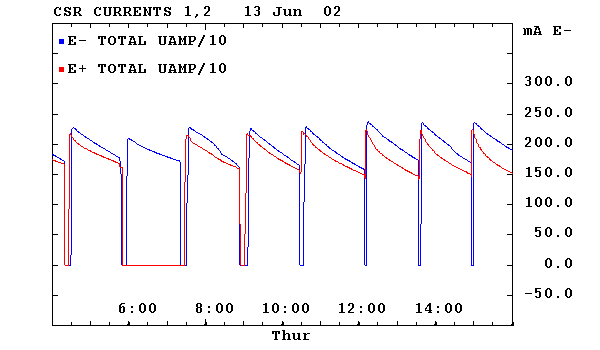 CSR CURRENTS 1,2 13 Jun 02
mA E-
E- TOTAL UAMP/10
E+ TOTAL UAMP/10
300.0
250.0
200.0
150.0
100.0
50.0
0.0
-50.0
6:00 8:00 10:00 12:00 14:00
Thur